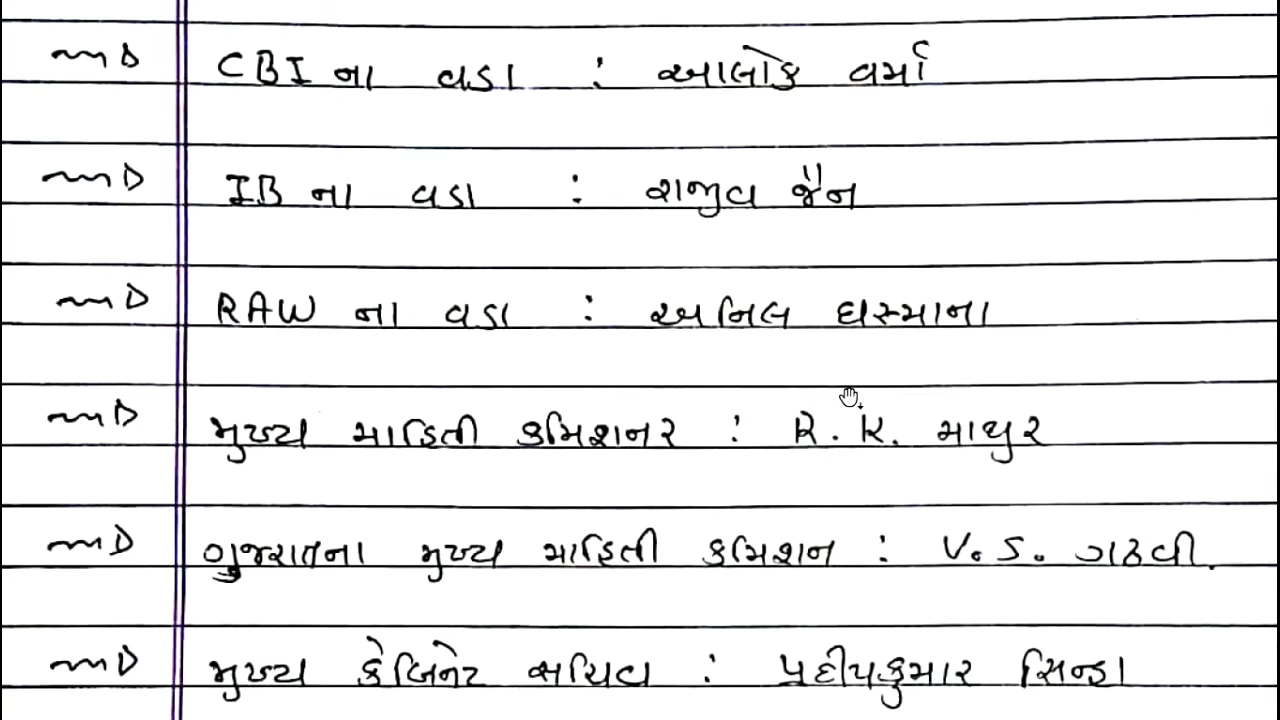 CBI ના વડા : આલોક વર્મા
IB ના વડા : રાજીવ જૈન
RAW ના વડા : અનિલ ધસ્માના
મુખ્ય માહિતી કમિશનર : R. K. માથુર
ગુજરાતના મુખ્ય માહિતી કમિશન : V. S. ગઢવી.
મુખ્ય કેબિનેટ સચિવ : પ્રદીપકુમાર સિન્હા